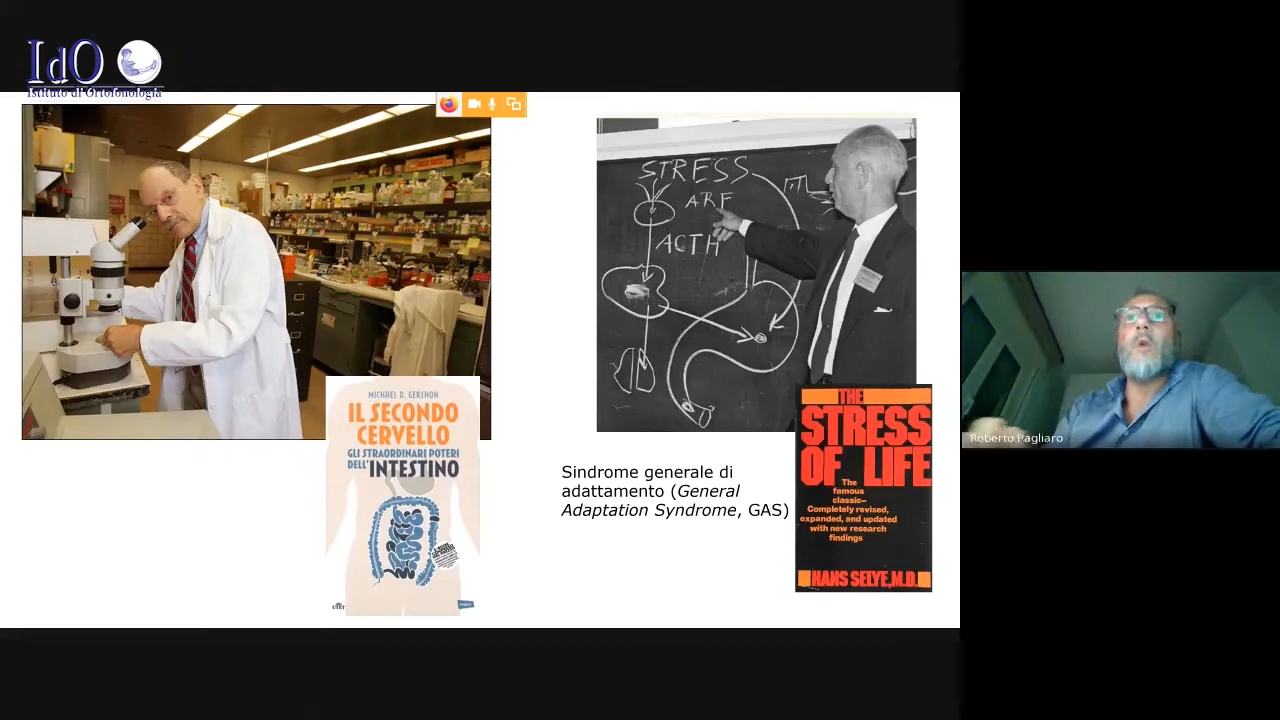 IdO
Istituto di Ortofonologia
STRESS
ARF
ACTH
MICHAEL D. GERSHON
IL SECONDO
CERVELLO
GLI STRAORDINARI POTERI
DELL'INTESTINO
Sindrome generale di
adattamento (General
Adaptation Syndrome, GAS)
THE
STRESS
OF LIFE
The
famous
classic–
Completely revised,
expanded, and updated
with new research
findings
HANS SELYE, M.D.
Roberto Pagliaro